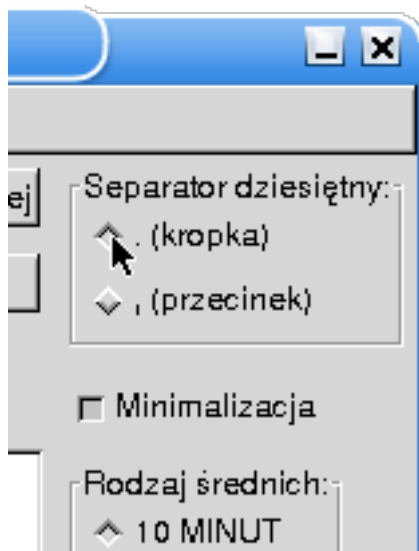 ej
Separator dziesiętny:
. (kropka)
, (przecinek)
Minimalizacja
Rodzaj średnich:
10 MINUT